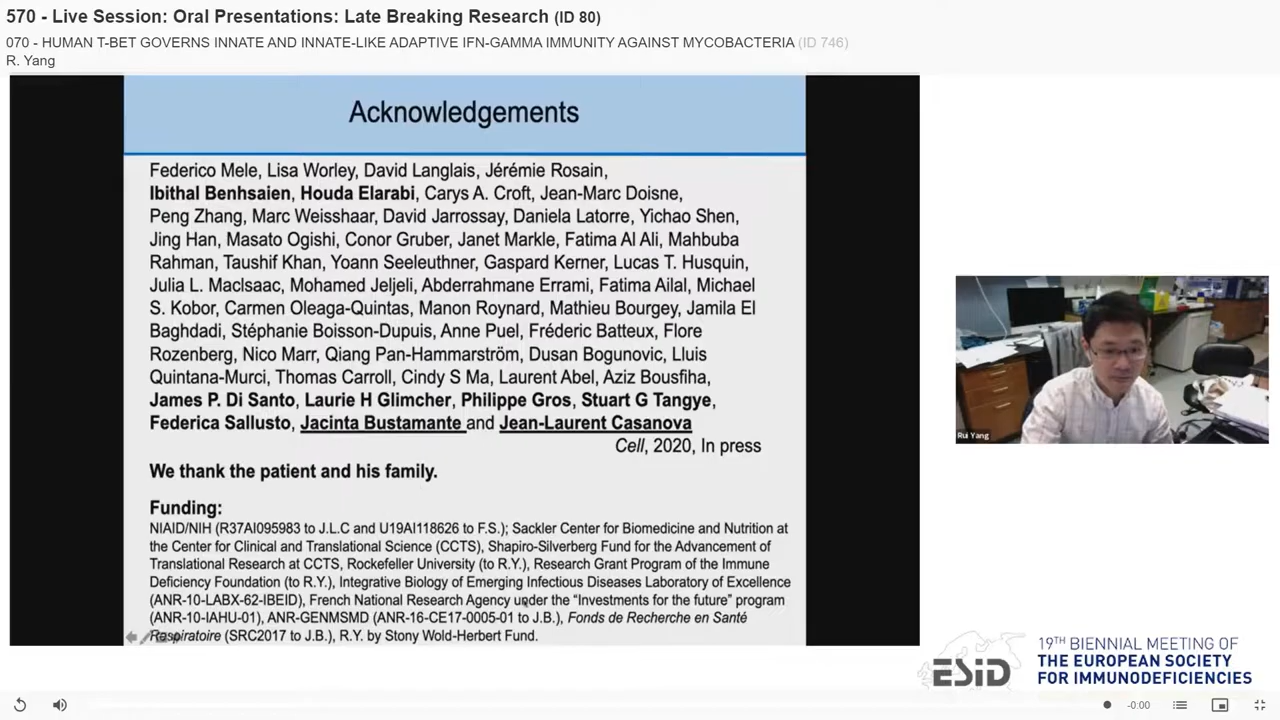 570 - Live Session: Oral Presentations: Late Breaking Research (ID 80)
070 - HUMAN T-BET GOVERNS INNATE AND INNATE-LIKE ADAPTIVE IFN-GAMMA IMMUNITY AGAINST MYCOBACTERIA (ID 746)
R. Yang
Acknowledgements
Federico Mele, Lisa Worley, David Langlais, Jérémie Rosain,
Ibithal Benhsaien, Houda Elarabi, Carys A. Croft, Jean-Marc Doisne,
Peng Zhang, Marc Weisshaar, David Jarrossay, Daniela Latorre, Yichao Shen,
Jing Han, Masato Ogishi, Conor Gruber, Janet Markle, Fatima Al Ali, Mahbuba
Rahman, Taushif Khan, Yoann Seeleuthner, Gaspard Kerner, Lucas T. Husquin,
Julia L. MacIsaac, Mohamed Jeljeli, Abderrahmane Errami, Fatima Ailal, Michael
S. Kobor, Carmen Oleaga-Quintas, Manon Roynard, Mathieu Bourgey, Jamila El
Baghdadi, Stéphanie Boisson-Dupuis, Anne Puel, Fréderic Batteux, Flore
Rozenberg, Nico Marr, Qiang Pan-Hammarström, Dusan Bogunovic, Lluis
Quintana-Murci, Thomas Carroll, Cindy S Ma, Laurent Abel, Aziz Bousfiha,
James P. Di Santo, Laurie H Glimcher, Philippe Gros, Stuart G Tangye,
Federica Sallusto, Jacinta Bustamante and Jean-Laurent Casanova
Cell, 2020, In press
We thank the patient and his family.
Funding:
NIAID/NIH (R37AI095983 to J.L.C and U19AI118626 to F.S.); Sackler Center for Biomedicine and Nutrition at
the Center for Clinical and Translational Science (CCTS), Shapiro-Silverberg Fund for the Advancement of
Translational Research at CCTS, Rockefeller University (to R.Y.), Research Grant Program of the Immune
Deficiency Foundation (to R.Y.), Integrative Biology of Emerging Infectious Diseases Laboratory of Excellence
(ANR-10-LABX-62-IBEID), French National Research Agency under the “Investments for the future” program
(ANR-10-IAHU-01), ANR-GENMSMD (ANR-16-CE17-0005-01 to J.B.), Fonds de Recherche en Santé
Respiratoire (SRC2017 to J.B.), R.Y. by Stony Wold-Herbert Fund.
Rui Yang
ESiD
19TH BIENNIAL MEETING OF
THE EUROPEAN SOCIETY
FOR IMMUNODEFICIENCIES
-0:00